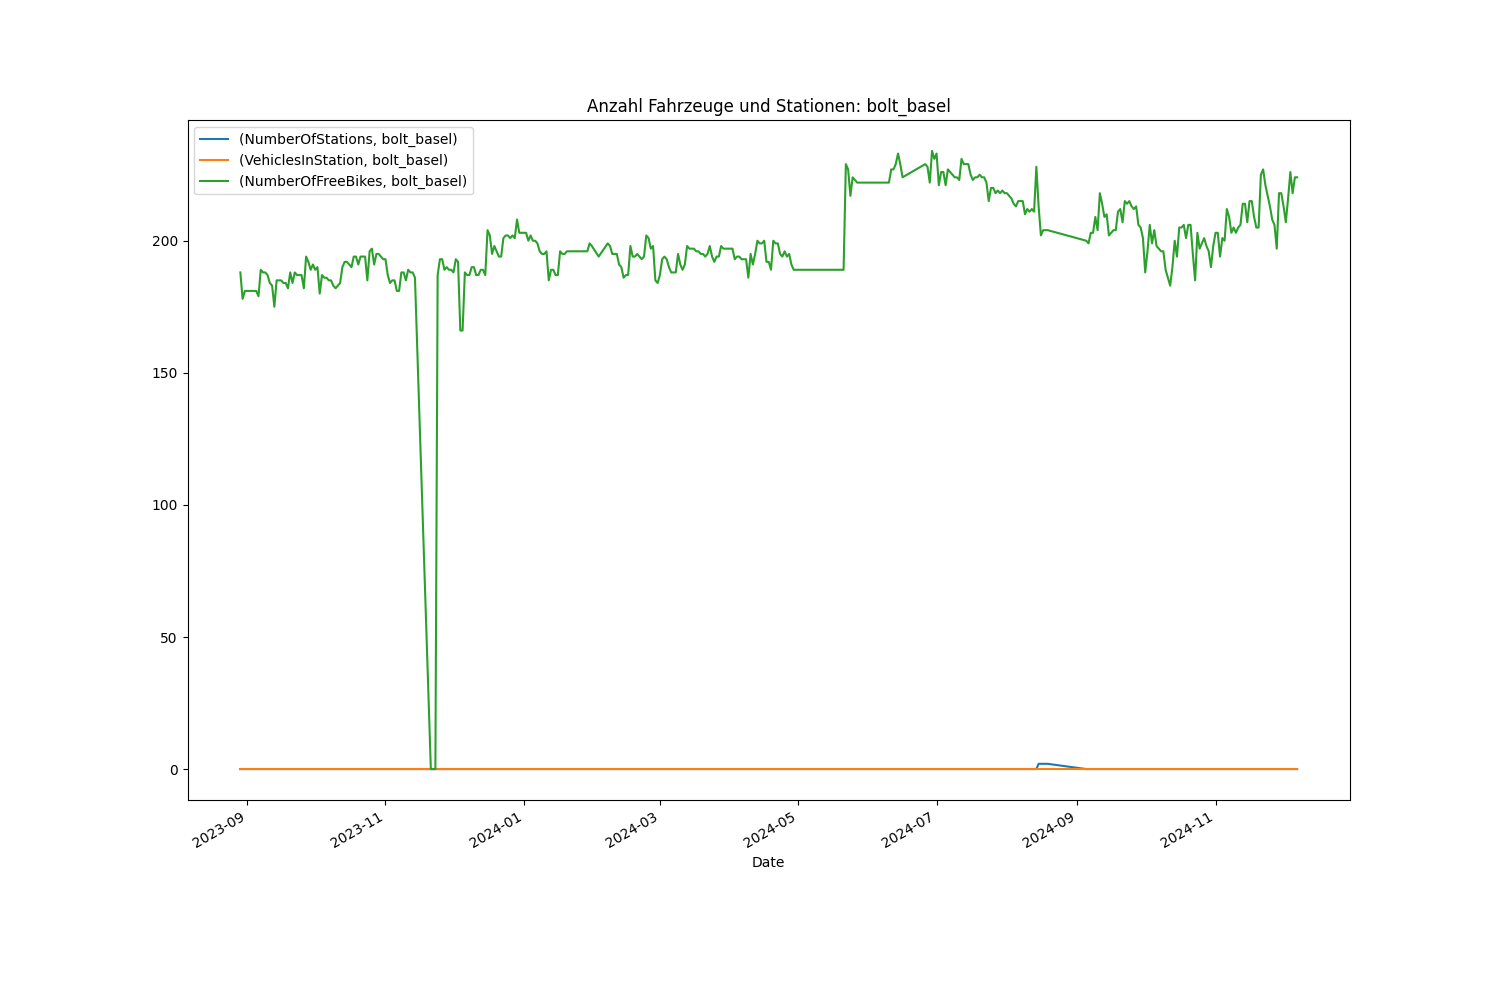 Anzahl Fahrzeuge und Stationen: bolt_basel
(NumberOfStations, bolt_basel)
(VehiclesInStation, bolt_basel)
(NumberOfFreeBikes, bolt_basel)
200
150
100
50
0
2023-09 2023-11 2024-01 2024-03 2024-05 2024-07 2024-09 2024-11
Date